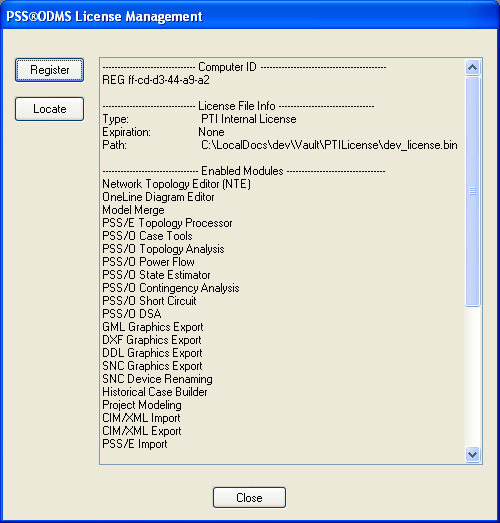 PSS®ODMS License Management
Register
Locate
------------------------------ Computer ID ------------------------------------------
REG ff-cd-d3-44-a9-a2
------------------------------ License File Info --------------------------------
Type: PTI Internal License
Expiration: None
Path: C:\LocalDocs\dev\Vault\PTILicense\dev_license.bin
------------------------------ Enabled Modules ---------------------------------
Network Topology Editor (NTE)
OneLine Diagram Editor
Model Merge
PSS/E Topology Processor
PSS/O Case Tools
PSS/O Topology Analysis
PSS/O Power Flow
PSS/O State Estimator
PSS/O Contingency Analysis
PSS/O Short Circuit
PSS/O DSA
GML Graphics Export
DXF Graphics Export
DDL Graphics Export
SNC Graphics Export
SNC Device Renaming
Historical Case Builder
Project Modeling
CIM/XML Import
CIM/XML Export
PSS/E Import
Close